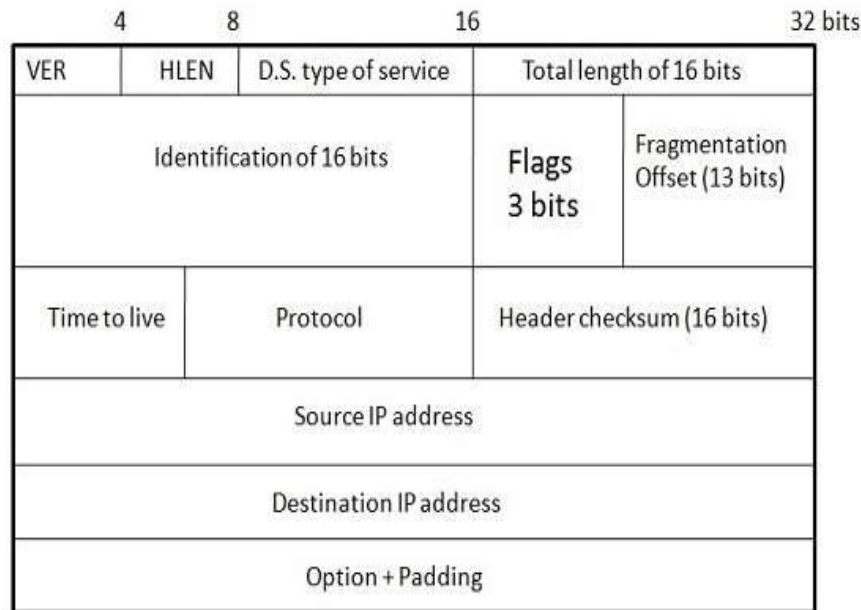 4 8 16 32 bits
VER HLEN D.S. type of service Total length of 16 bits
Identification of 16 bits
Flags
3 bits
Fragmentation
Offset (13 bits)
Time to live Protocol Header checksum (16 bits)
Source IP address
Destination IP address
Option + Padding